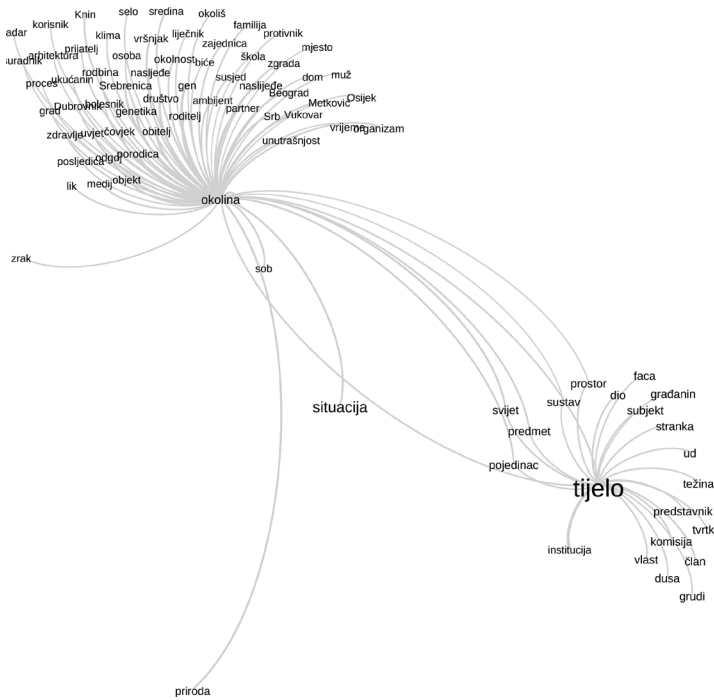 Knin
selo
sredina
okoliš
korisnik
familija
adar
klima
vršnjak
liječnik
protivnik
zajednica
mjesto
prijatelj
arhitektura
osoba
okolnost
biće
škola
suradnik
zgrada
rodbina
nasljeđe
susjed
dom
muž
proces
ukućanin
Srebrenica
gen
naslijeđe
Beograd
grad
Dubrovnik
bolesnik
društvo
ambijent
Metković
Osijek
genetika
roditelj
partner
Srb
Vukovar
zdravlje
uvjet
čovjek
obitelj
vrijeme
organizam
unutrašnjost
posljedica
odgoj
porodica
lik
medij
objekt
okolina
zrak
sob
situacija
prostor
faca
dio
građanin
sustav
svijet
subjekt
predmet
stranka
pojedinac
ud
tijelo
težina
predstavnik
tvrtk
institucija
komisija
vlast
član
dusa
grudi
priroda